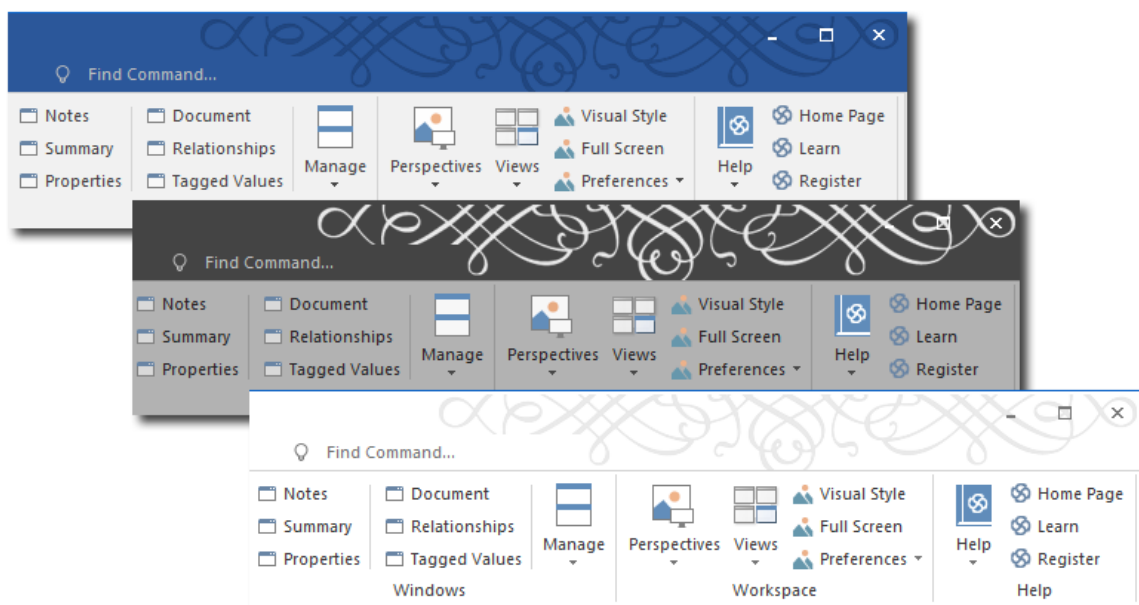 Find Command...
Notes Document Visual Style Home Page
Summary Relationships Manage Perspectives Views Full Screen Help Learn
Properties Tagged Values Preferences Register
Find Command...
Notes Document Visual Style Home Page
Summary Relationships Manage Perspectives Views Full Screen Help Learn
Properties Tagged Values Preferences Register
Find Command...
Notes Document Visual Style Home Page
Summary Relationships Manage Perspectives Views Full Screen Help Learn
Properties Tagged Values Preferences Register
Windows Workspace Help